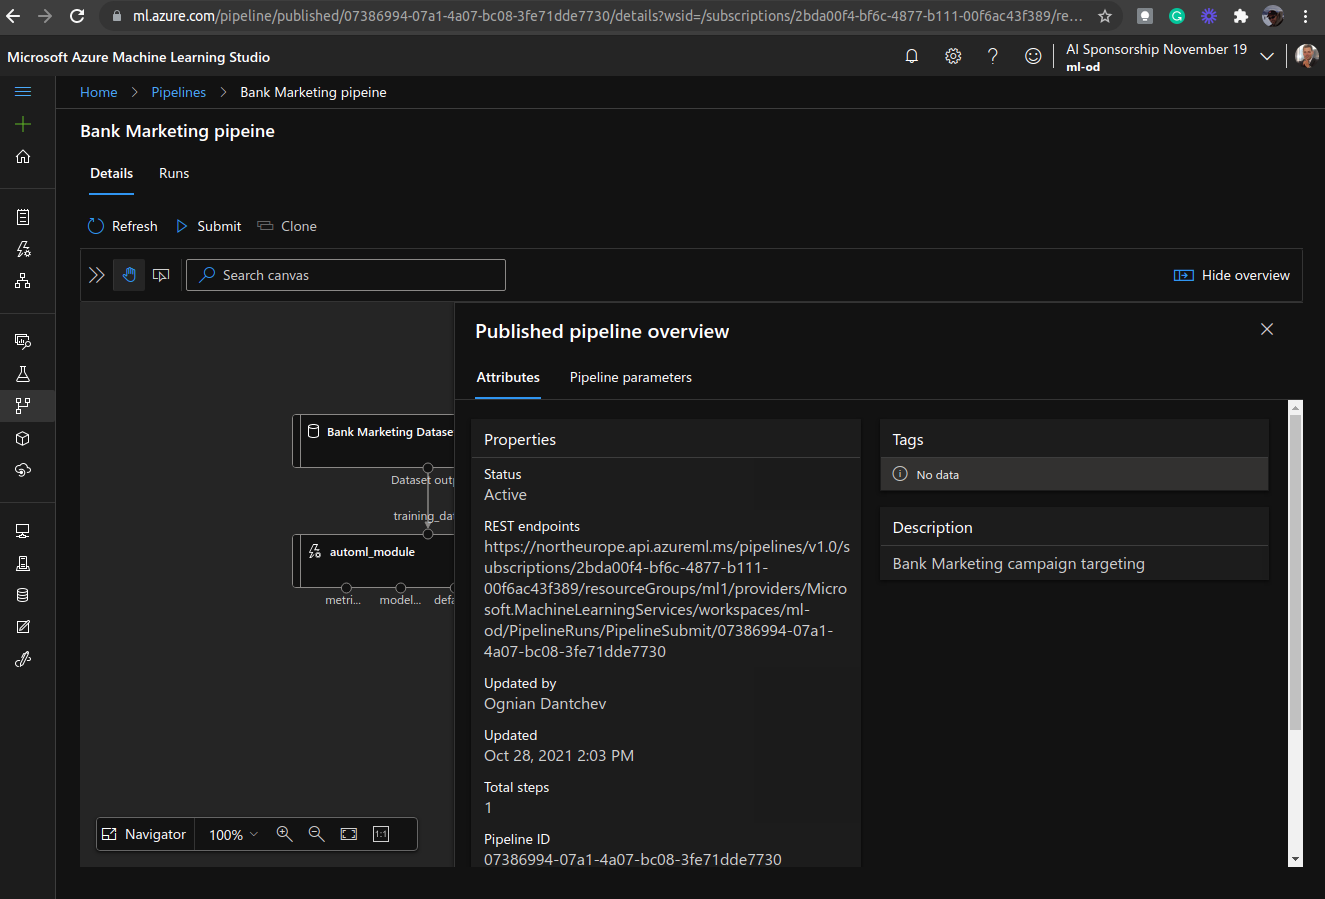 ml.azure.com/pipeline/published/07386994-07a1-4a07-bc08-3fe71dde7730/details?wsid=/subscriptions/2bda00f4-bf6c-4877-b111-00f6ac43f389/re...
Microsoft Azure Machine Learning Studio
AI Sponsorship November 19
ml-od
Home > Pipelines > Bank Marketing pipeine
Bank Marketing pipeine
Details Runs
Refresh Submit Clone
Search canvas
Hide overview
Published pipeline overview
Attributes Pipeline parameters
Bank Marketing Datase
Dataset outp
training_dat
automl_module
metri... model... defa
Navigator 100% 1:1
Properties
Status
Active
REST endpoints
https://northeurope.api.azureml.ms/pipelines/v1.0/s
ubscriptions/2bda00f4-bf6c-4877-b111-
00f6ac43f389/resourceGroups/ml1/providers/Micro
soft.MachineLearningServices/workspaces/ml-
od/PipelineRuns/PipelineSubmit/07386994-07a1-
4a07-bc08-3fe71dde7730
Updated by
Ognian Dantchev
Updated
Oct 28, 2021 2:03 PM
Total steps
1
Pipeline ID
07386994-07a1-4a07-bc08-3fe71dde7730
Tags
No data
Description
Bank Marketing campaign targeting